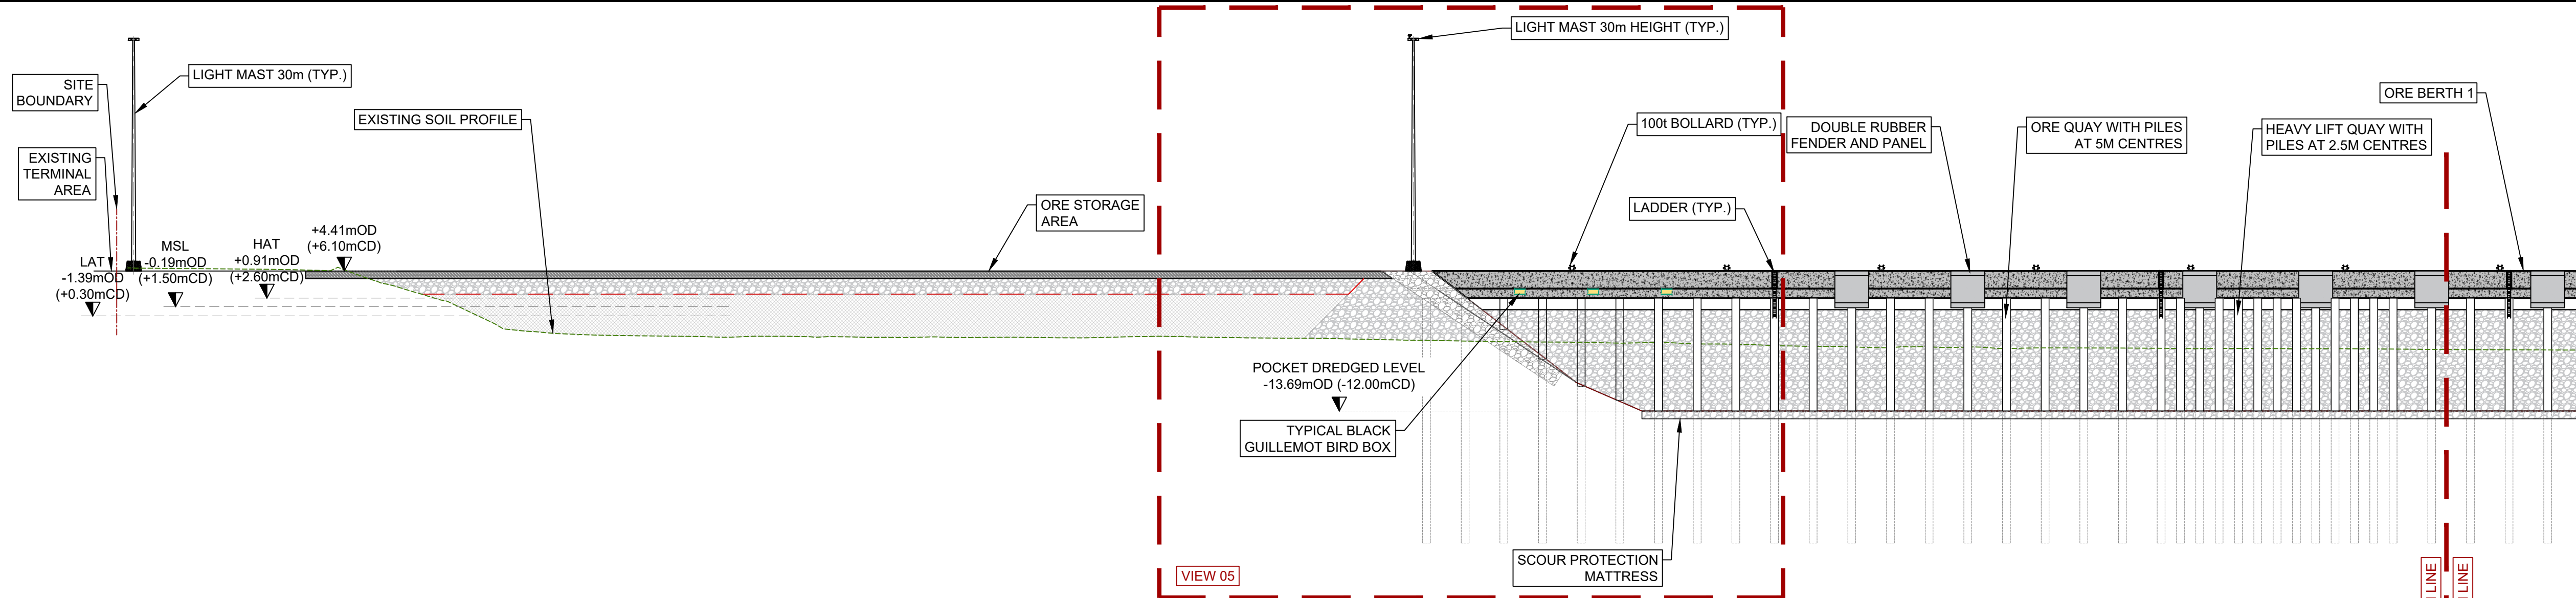 SITE
BOUNDARY
LIGHT MAST 30m (TYP.)
EXISTING SOIL PROFILE
EXISTING
TERMINAL
AREA
LAT
-1.39mOD
(+0.30mCD)
MSL
-0.19mOD
(+1.50mCD)
HAT
+0.91mOD
(+2.60mCD)
+4.41mOD
(+6.10mCD)
ORE STORAGE
AREA
LIGHT MAST 30m HEIGHT (TYP.)
100t BOLLARD (TYP.)
LADDER (TYP.)
DOUBLE RUBBER
FENDER AND PANEL
ORE QUAY WITH PILES
AT 5M CENTRES
HEAVY LIFT QUAY WITH
PILES AT 2.5M CENTRES
ORE BERTH 1
POCKET DREDGED LEVEL
-13.69mOD (-12.00mCD)
TYPICAL BLACK
GUILLEMOT BIRD BOX
SCOUR PROTECTION
MATTRESS
VIEW 05
LINE
LINE